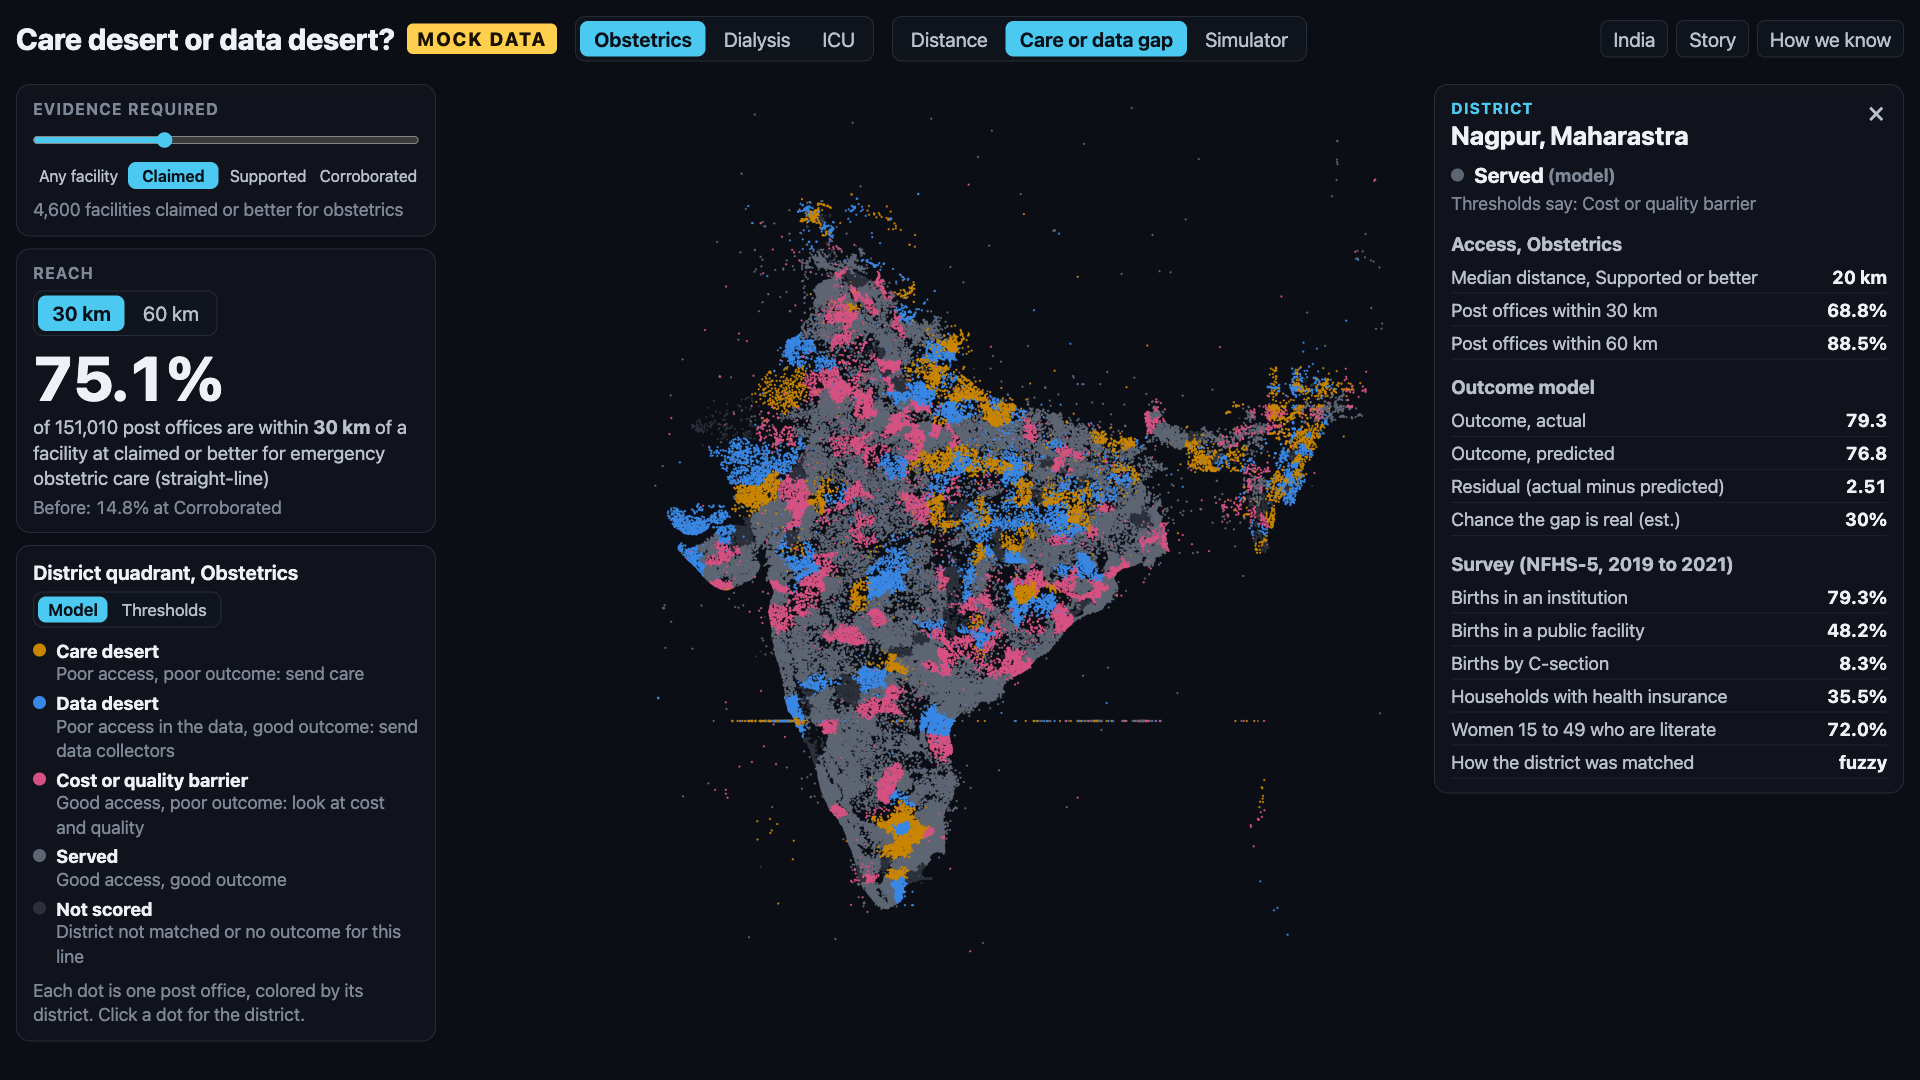 Care desert or data desert?
MOCK DATA
Obstetrics
Dialysis
ICU
Distance
Care or data gap
Simulator
India
Story
How we know
EVIDENCE REQUIRED
Any facility
Claimed
Supported
Corroborated
4,600 facilities claimed or better for obstetrics
REACH
30 km
60 km
75.1%
of 151,010 post offices are within 30 km of a
facility at claimed or better for emergency
obstetric care (straight-line)
Before: 14.8% at Corroborated
District quadrant, Obstetrics
Model
Thresholds
Care desert
Poor access, poor outcome: send care
Data desert
Poor access in the data, good outcome: send
data collectors
Cost or quality barrier
Good access, poor outcome: look at cost
and quality
Served
Good access, good outcome
Not scored
District not matched or no outcome for this
line
Each dot is one post office, colored by its
district. Click a dot for the district.
DISTRICT
Nagpur, Maharastra
Served (model)
Thresholds say: Cost or quality barrier
Access, Obstetrics
Median distance, Supported or better 20 km
Post offices within 30 km 68.8%
Post offices within 60 km 88.5%
Outcome model
Outcome, actual 79.3
Outcome, predicted 76.8
Residual (actual minus predicted) 2.51
Chance the gap is real (est.) 30%
Survey (NFHS-5, 2019 to 2021)
Births in an institution 79.3%
Births in a public facility 48.2%
Births by C-section 8.3%
Households with health insurance 35.5%
Women 15 to 49 who are literate 72.0%
How the district was matched fuzzy